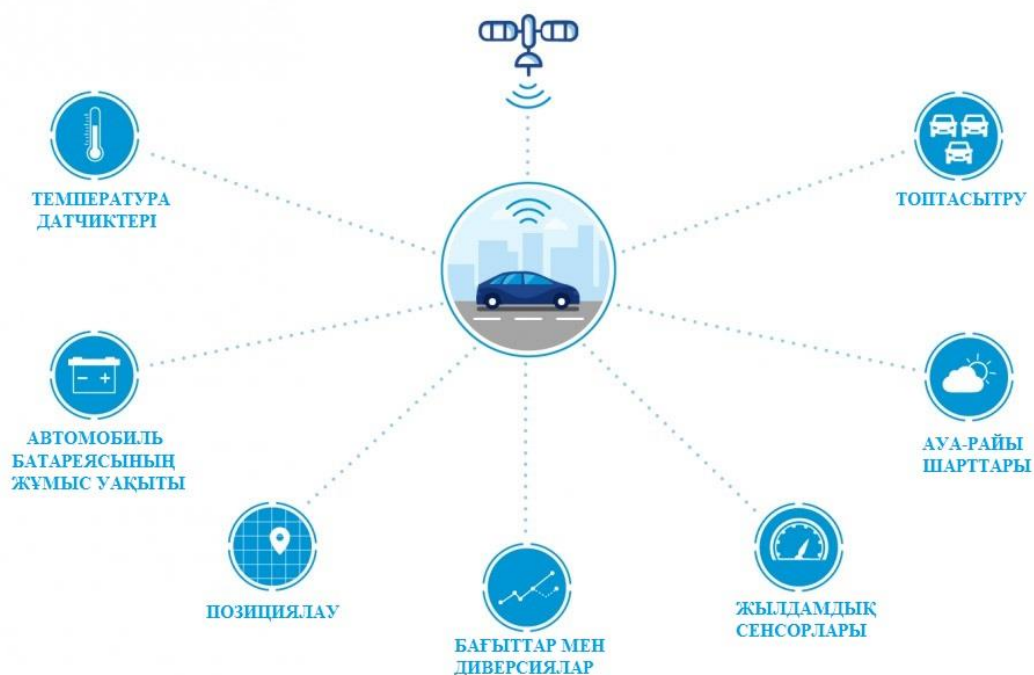 ТЕМПЕРАТУРА
ДАТЧИКТЕРІ
ТОПТАСЫТРУ
АВТОМОБИЛЬ
БАТАРЕЯСЫНЫҢ
ЖҰМЫС УАҚЫТЫ
АУА-РАЙЫ
ШАРТТАРЫ
ПОЗИЦИЯЛАУ
БАҒЫТТАР МЕН
ДИВЕРСИЯЛАР
ЖЫЛДАМДЫҚ
СЕНСОРЛАРЫ